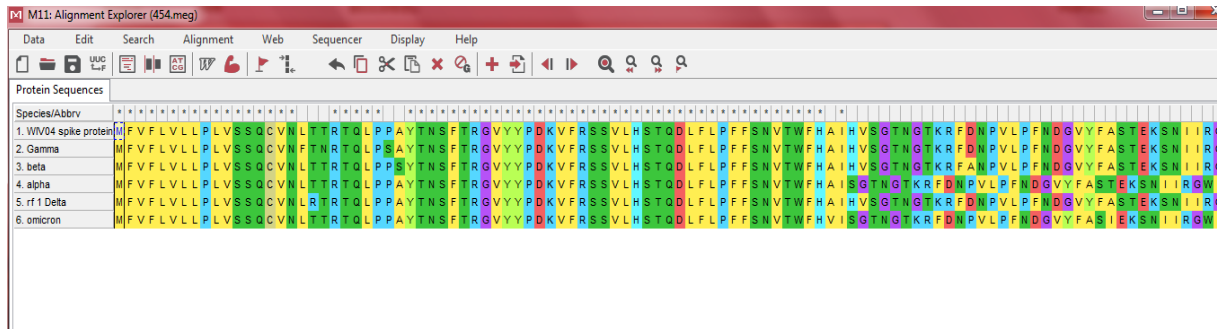 M11: Alignment Explorer (454.meg)
Data Edit Search Alignment Web Sequencer Display Help
Protein Sequences
Species/Abbrv * * * * * * * * * * * * * * * * * * * * * * * * * * * * * * * * * * * * * * * * * * * * * * * * * * * * * * * * * * * * * *
1. WIV04 spike protein M F V F L V L L P L V S S Q C V N L T T R T Q L P P A Y T N S F T R G V Y Y P D K V F R S S V L H S T Q D L F L P F F S N V T W F H A I H V S G T N G T K R F D N P V L P F N D G V Y F A S T E K S N I I R G
2. Gamma M F V F L V L L P L V S S Q C V N F T N R T Q L P S A Y T N S F T R G V Y Y P D K V F R S S V L H S T Q D L F L P F F S N V T W F H A I H V S G T N G T K R F D N P V L P F N D G V Y F A S T E K S N I I R G
3. beta M F V F L V L L P L V S S Q C V N L T T R T Q L P P S Y T N S F T R G V Y Y P D K V F R S S V L H S T Q D L F L P F F S N V T W F H A I H V S G T N G T K R F A N P V L P F N D G V Y F A S T E K S N I I R G
4. alpha M F V F L V L L P L V S S Q C V N L T T R T Q L P P A Y T N S F T R G V Y Y P D K V F R S S V L H S T Q D L F L P F F S N V T W F H A I S G T N G T K R F D N P V L P F N D G V Y F A S T E K S N I I R G W
5. rf 1 Delta M F V F L V L L P L V S S Q C V N L R T R T Q L P P A Y T N S F T R G V Y Y P D K V F R S S V L H S T Q D L F L P F F S N V T W F H A I H V S G T N G T K R F D N P V L P F N D G V Y F A S T E K S N I I R G
6. omicron M F V F L V L L P L V S S Q C V N L T T R T Q L P P A Y T N S F T R G V Y Y P D K V F R S S V L H S T Q D L F L P F F S N V T W F H V I S G T N G T K R F D N P V L P F N D G V Y F A S I E K S N I I R G W